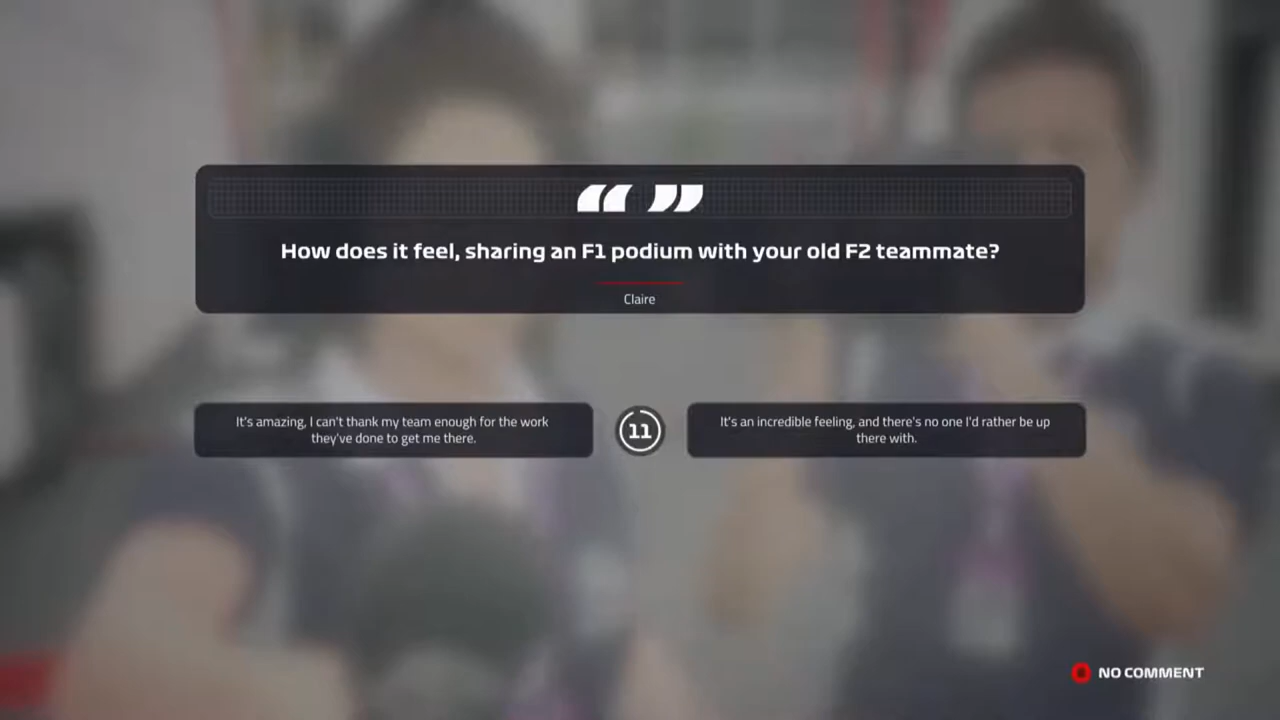 How does it feel, sharing an F1 podium with your old F2 teammate?
Claire
It's amazing, I can't thank my team enough for the work
they've done to get me there.
11
It's an incredible feeling, and there's no one I'd rather be up
there with.
NO COMMENT